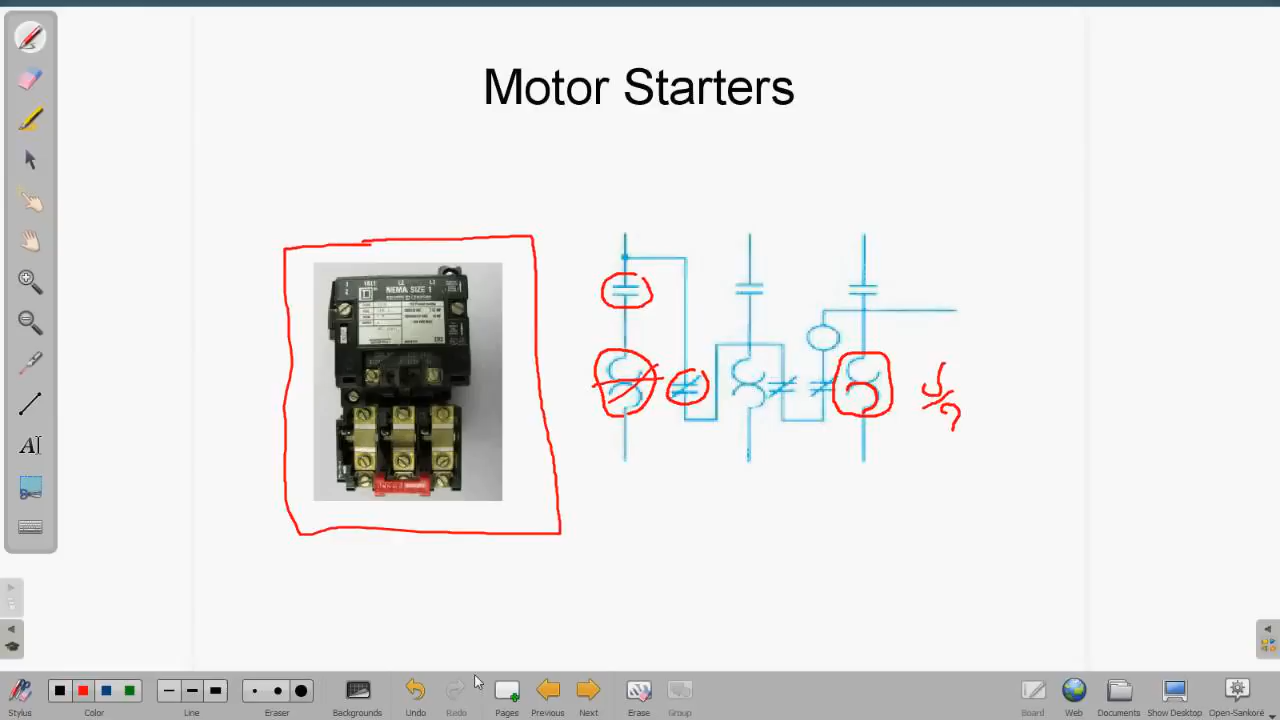 Motor Starters
L2
NEMA SIZE 1
Stylus
Color
Line
Eraser
Backgrounds
Undo
Redo
Pages
Previous
Next
Erase
Group
Board
Web
Documents
Show Desktop
Open-Sankoré